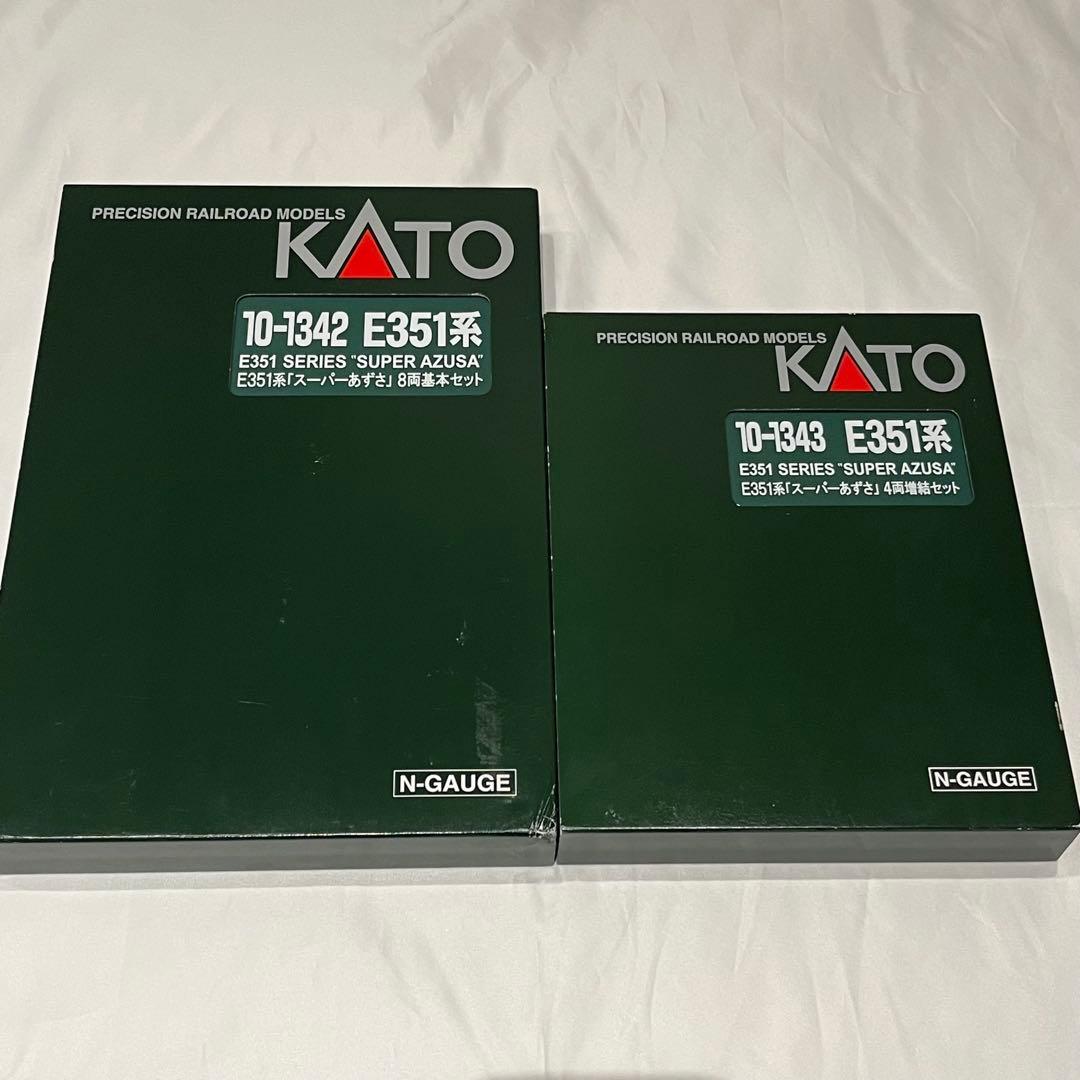 PRECISION RAILROAD MODELS
KATO
10-1342 E351系
E351 SERIES "SUPER AZUSA"
E351系「スーパーあずさ」8両基本セット
N-GAUGE
PRECISION RAILROAD MODELS
KATO
10-1343 E351系
E351 SERIES "SUPER AZUSA"
E351系「スーパーあずさ」4両増結セット
N-GAUGE